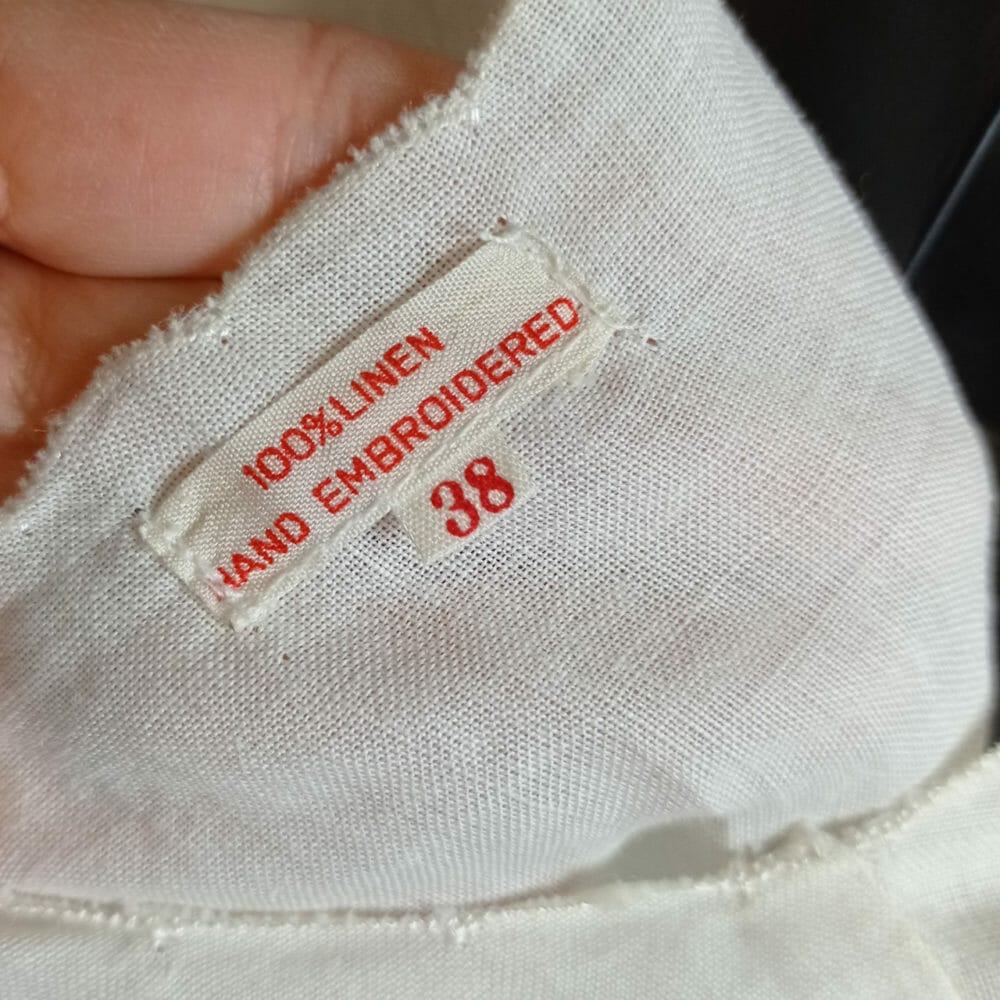 100% LINEN
HAND EMBROIDERED
38